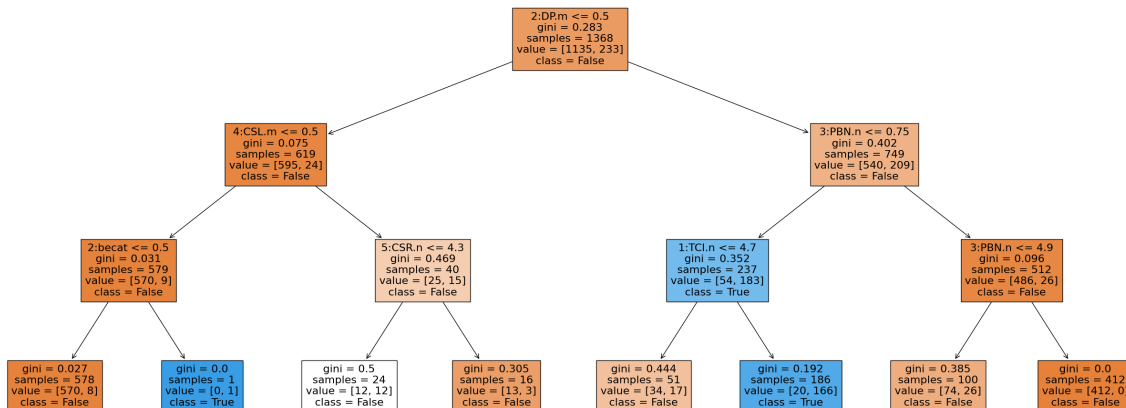 2:DP.m <= 0.5
gini = 0.283
samples = 1368
value = [1135, 233]
class = False
4:CSL.m <= 0.5
gini = 0.075
samples = 619
value = [595, 24]
class = False
3:PBN.n <= 0.75
gini = 0.402
samples = 749
value = [540, 209]
class = False
2:becat <= 0.5
gini = 0.031
samples = 579
value = [570, 9]
class = False
5:CSR.n <= 4.3
gini = 0.469
samples = 40
value = [25, 15]
class = False
1:TCI.n <= 4.7
gini = 0.352
samples = 237
value = [54, 183]
class = True
3:PBN.n <= 4.9
gini = 0.096
samples = 512
value = [486, 26]
class = False
gini = 0.027
samples = 578
value = [570, 8]
class = False
gini = 0.0
samples = 1
value = [0, 1]
class = True
gini = 0.5
samples = 24
value = [12, 12]
class = False
gini = 0.305
samples = 16
value = [13, 3]
class = False
gini = 0.444
samples = 51
value = [34, 17]
class = False
gini = 0.192
samples = 186
value = [20, 166]
class = True
gini = 0.385
samples = 100
value = [74, 26]
class = False
gini = 0.0
samples = 412
value = [412, 0]
class = False